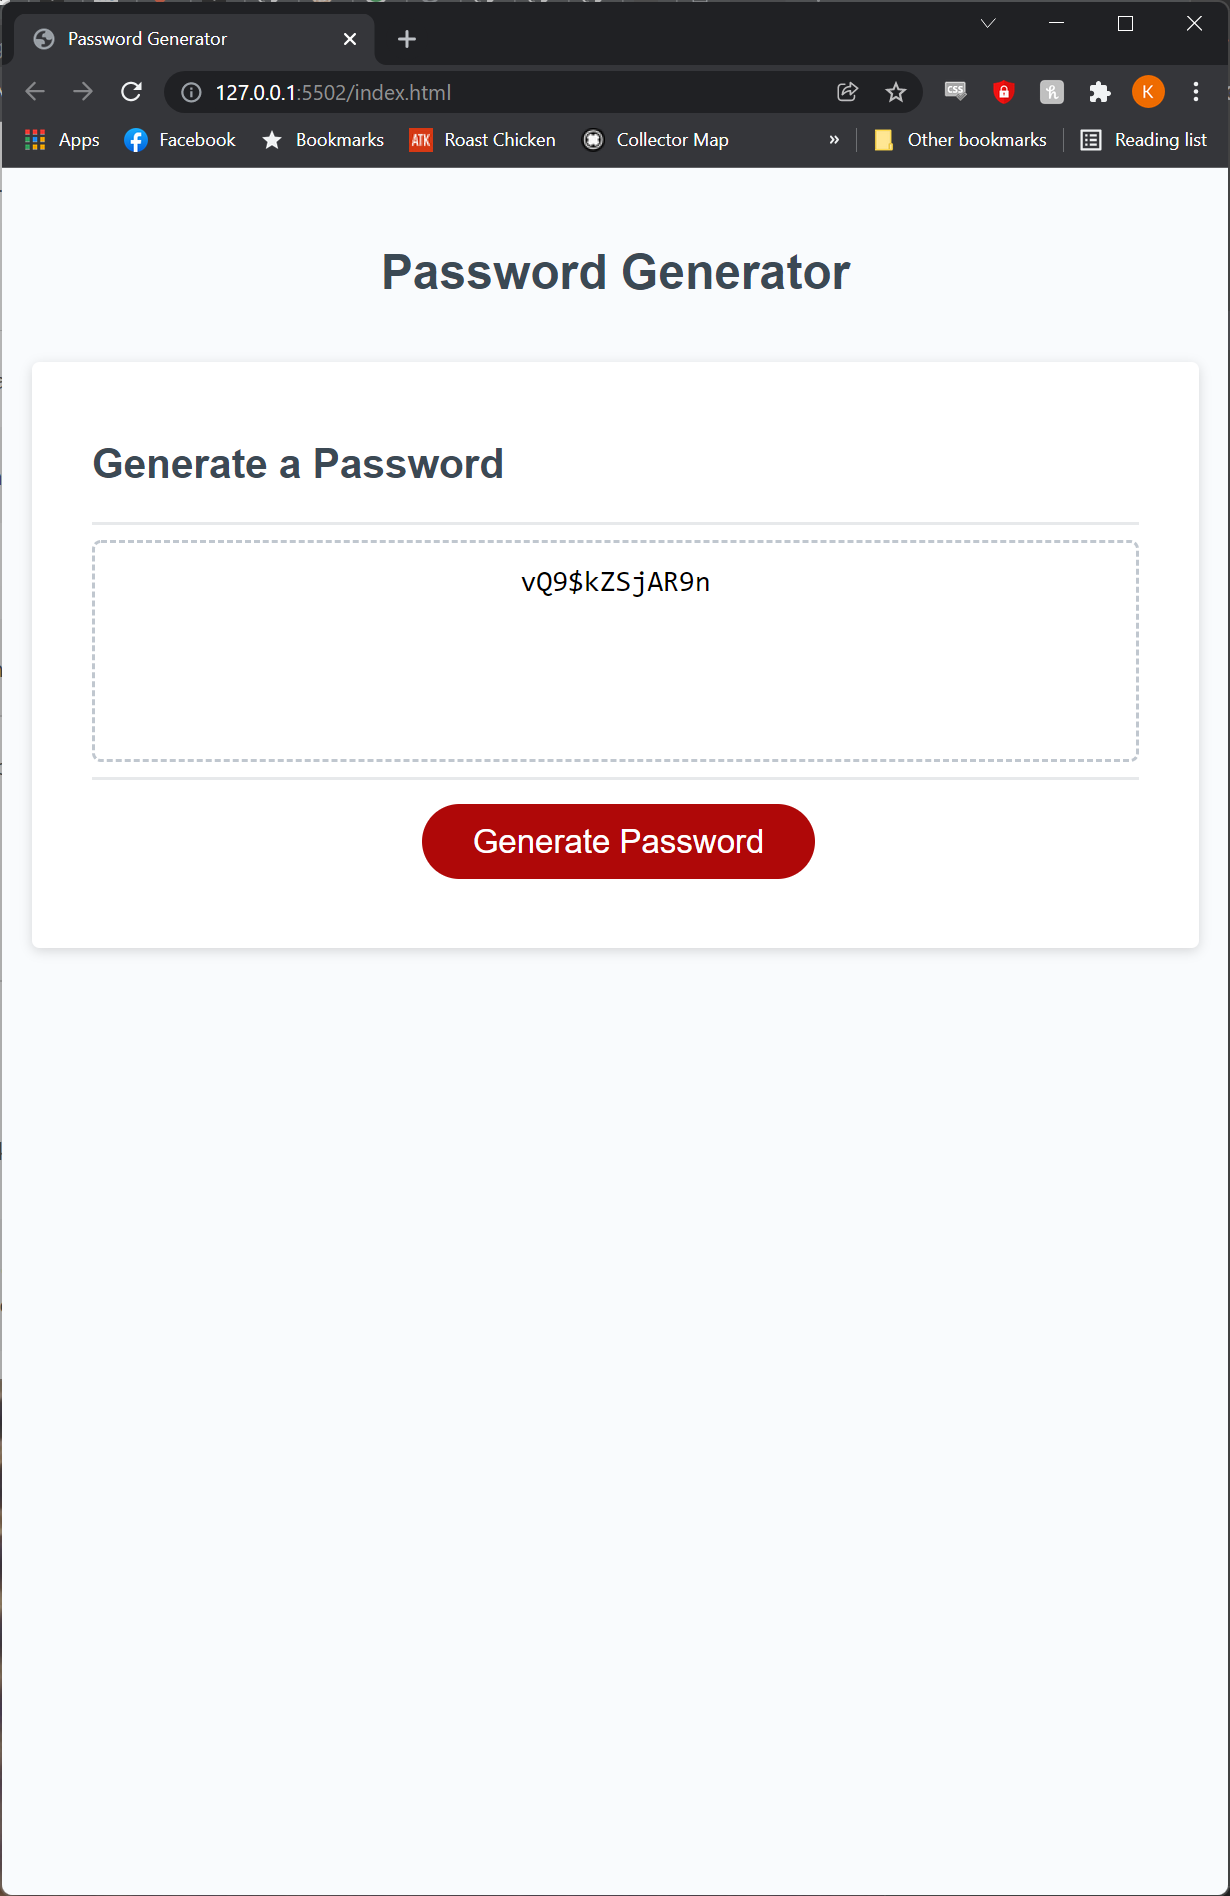 Password Generator
127.0.0.1:5502/index.html
CSS
K
Apps
Facebook
Bookmarks
ATK
Roast Chicken
Collector Map
»
Other bookmarks
Reading list
Password Generator
Generate a Password
vQ9$kZSjAR9n
Generate Password